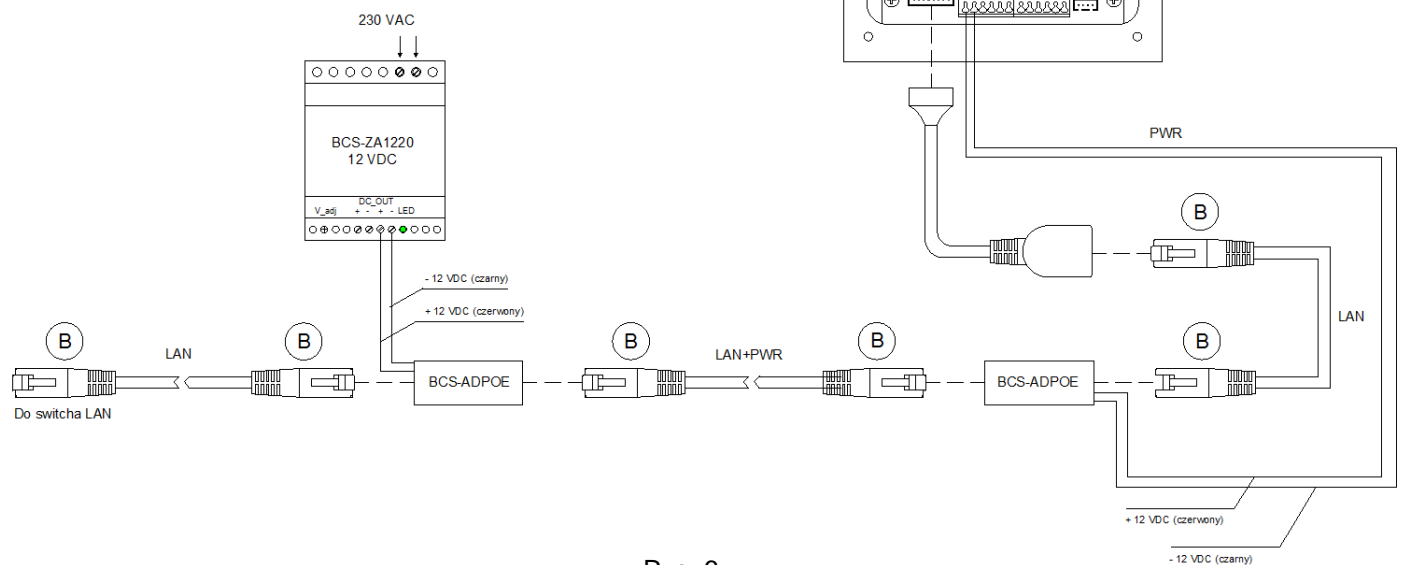 230 VAC
BCS-ZA1220
12 VDC
DC_OUT
V_adj + - + - LED
PWR
B
- 12 VDC (czarny)
+ 12 VDC (czerwony)
LAN
B
LAN
B
B
LAN+PWR
B
B
BCS-ADPOE
BCS-ADPOE
Do switcha LAN
+ 12 VDC (czerwony)
- 12 VDC (czarny)